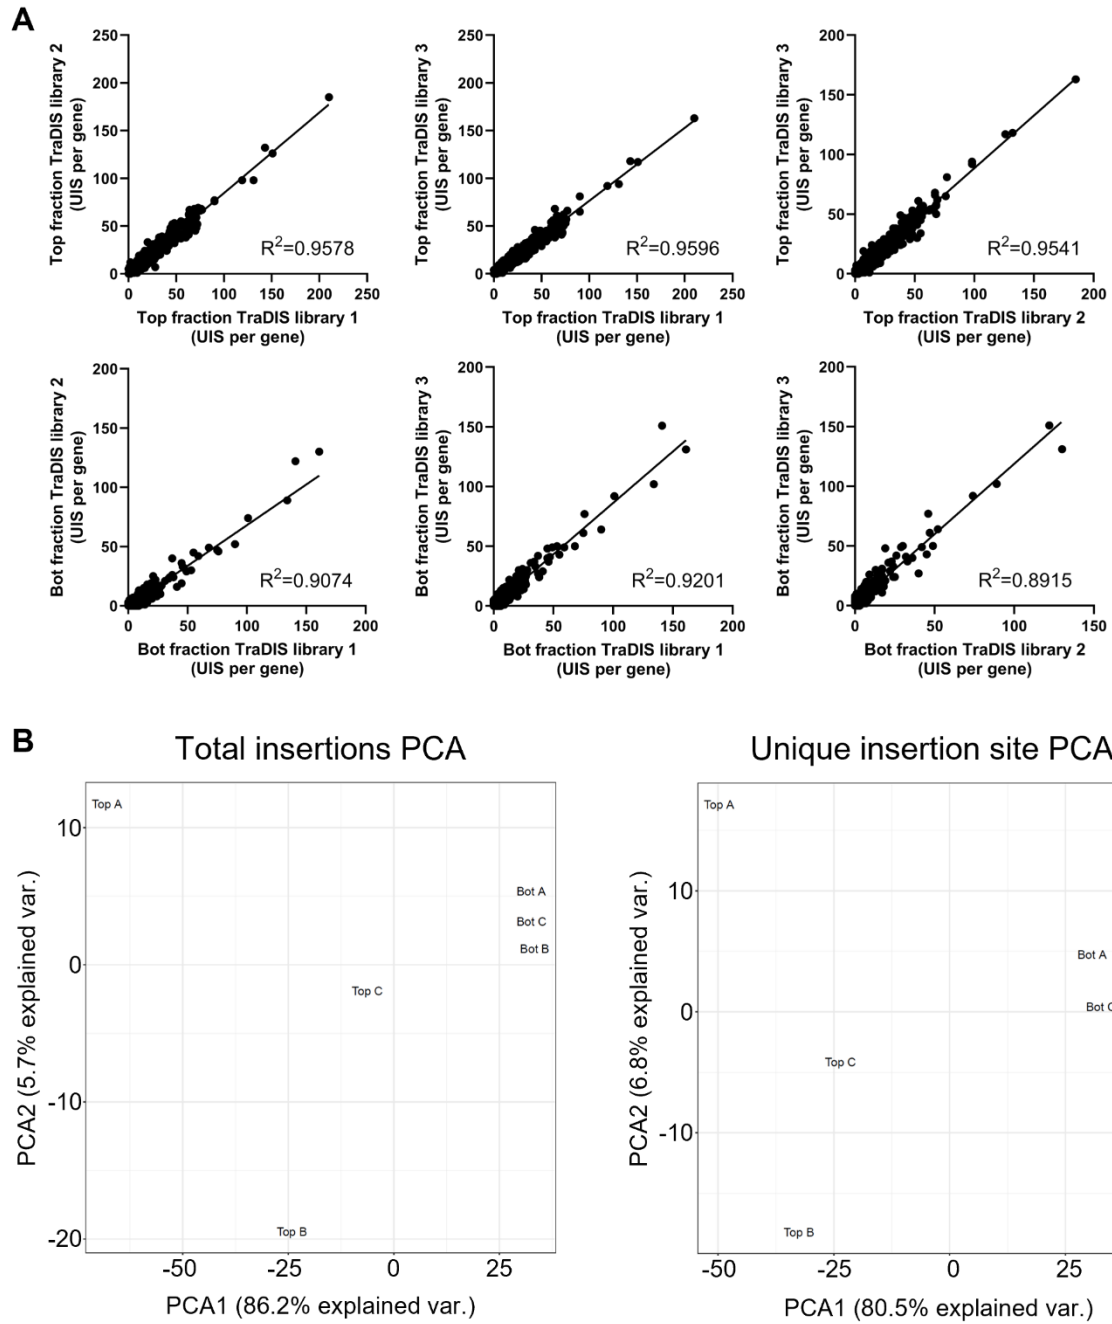 A
Top fraction TraDIS library 2
(UIS per gene)
250
200
150
100
50
0
R²=0.9578
0 50 100 150 200 250
Top fraction TraDIS library 1
(UIS per gene)
Top fraction TraDIS library 3
(UIS per gene)
250
200
150
100
50
0
R²=0.9596
0 50 100 150 200 250
Top fraction TraDIS library 1
(UIS per gene)
Top fraction TraDIS library 3
(UIS per gene)
200
150
100
50
0
R²=0.9541
0 50 100 150 200
Top fraction TraDIS library 2
(UIS per gene)
Bot fraction TraDIS library 2
(UIS per gene)
200
150
100
50
0
R²=0.9074
0 50 100 150 200
Bot fraction TraDIS library 1
(UIS per gene)
Bot fraction TraDIS library 3
(UIS per gene)
200
150
100
50
0
R²=0.9201
0 50 100 150 200
Bot fraction TraDIS library 1
(UIS per gene)
Bot fraction TraDIS library 3
(UIS per gene)
200
150
100
50
0
R²=0.8915
0 50 100 150
Bot fraction TraDIS library 2
(UIS per gene)
B
Total insertions PCA
PCA2 (5.7% explained var.)
10
0
-10
-20
Top A
Bot A
Bot C
Bot B
Top C
Top B
-50 -25 0 25
PCA1 (86.2% explained var.)
Unique insertion site PCA
PCA2 (6.8% explained var.)
10
0
-10
Top A
Bot A
Bot C
Top C
Top B
-50 -25 0 25
PCA1 (80.5% explained var.)